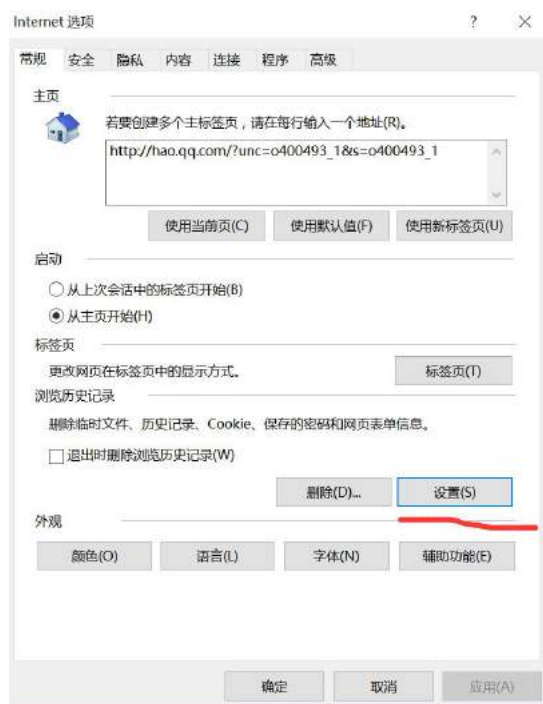 Internet 选项
常规 安全 隐私 内容 连接 程序 高级
主页
若要创建多个主标签页，请在每行输入一个地址(R)。
http://hao.qq.com/?unc=o400493_1&s=o400493_1
使用当前页(C) 使用默认值(F) 使用新标签页(U)
启动
从上次会话中的标签页开始(B)
从主页开始(H)
标签页
更改网页在标签页中的显示方式。 标签页(T)
浏览历史记录
删除临时文件、历史记录、Cookie、保存的密码和网页表单信息。
退出时删除浏览历史记录(W)
删除(D)... 设置(S)
外观
颜色(O) 语言(L) 字体(N) 辅助功能(E)
确定 取消 应用(A)